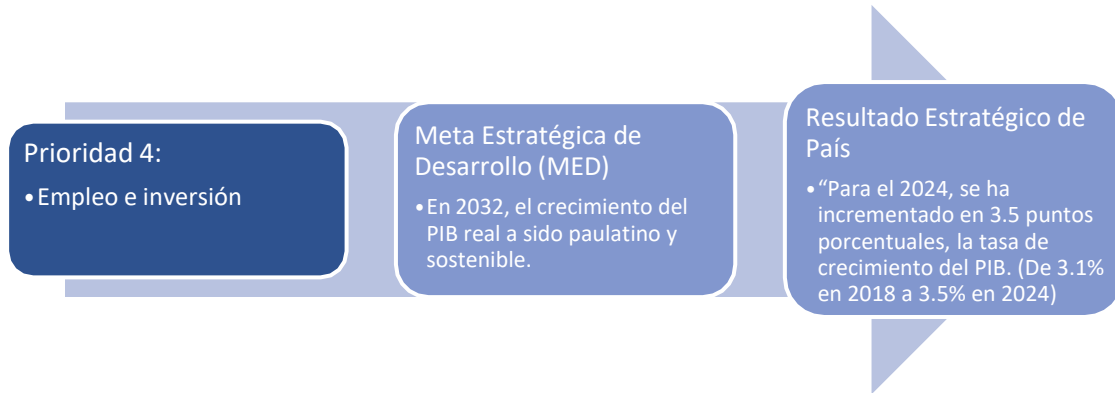 Prioridad 4:
•Empleo e inversión
Meta Estratégica de
Desarrollo (MED)
•En 2032, el crecimiento del
PIB real a sido paulatino y
sostenible.
Resultado Estratégico de
País
•“Para el 2024, se ha
incrementado en 3.5 puntos
porcentuales, la tasa de
crecimiento del PIB. (De 3.1%
en 2018 a 3.5% en 2024)